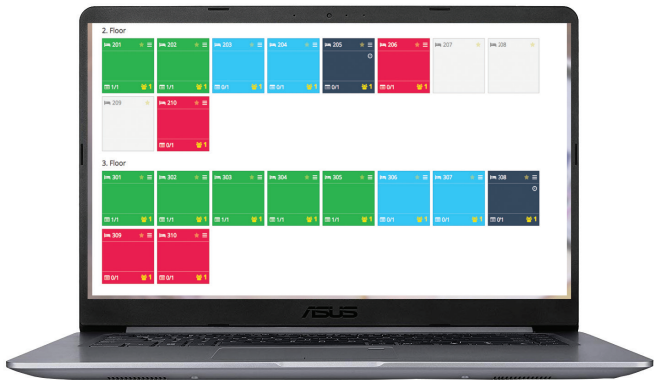 2. Floor
201 202 203 204 205 206 207 208
1/1 1 1/1 1 0/1 1 0/1 1 0/1 1 0/1 1
209 210
0/1 1
3. Floor
301 302 303 304 305 306 307 308
1/1 1 1/1 1 1/1 1 1/1 1 1/1 1 0/1 1 0/1 1 0/1 1
309 310
0/1 1 0/1 1
ASUS